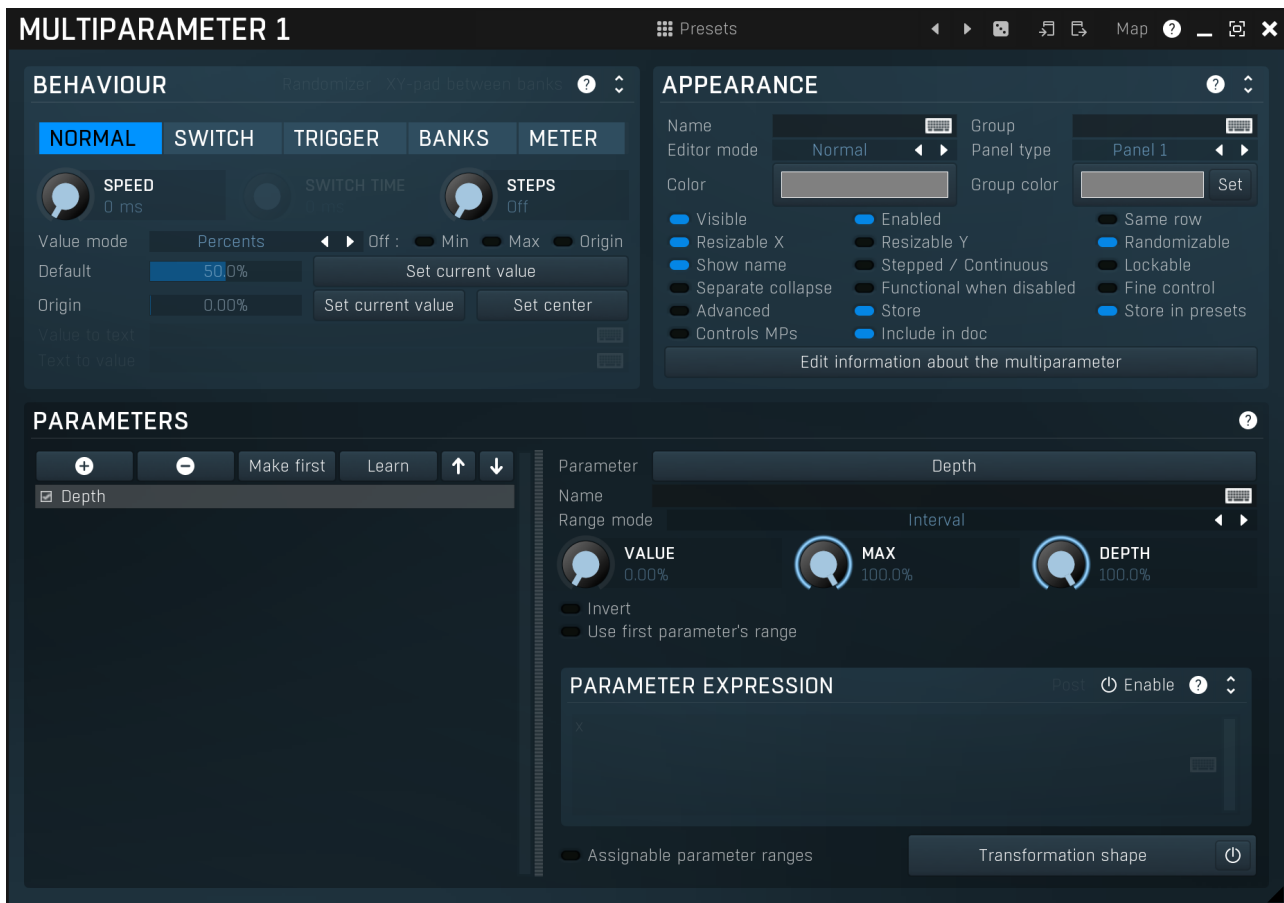 MULTIPARAMETER 1 Presets Map ?
BEHAVIOUR Randomizer XY-pad between banks ?
NORMAL SWITCH TRIGGER BANKS METER
SPEED
0 ms
SWITCH TIME
STEPS
Off
Value mode Percents Off : Min Max Origin
Default 50.0% Set current value
Origin 0.00% Set current value Set center
Value to text
Text to value
APPEARANCE ?
Name Group
Editor mode Normal Panel type Panel 1
Color Group color Set
Visible Enabled Same row
Resizable X Resizable Y Randomizable
Show name Stepped / Continuous Lockable
Separate collapse Functional when disabled Fine control
Advanced Store Store in presets
Controls MPs Include in doc
Edit information about the multiparameter
PARAMETERS ?
Make first Learn
Depth
Parameter Depth
Name
Range mode Interval
VALUE
0.00%
MAX
100.0%
DEPTH
100.0%
Invert
Use first parameter's range
PARAMETER EXPRESSION Post Enable ?
x
Assignable parameter ranges Transformation shape